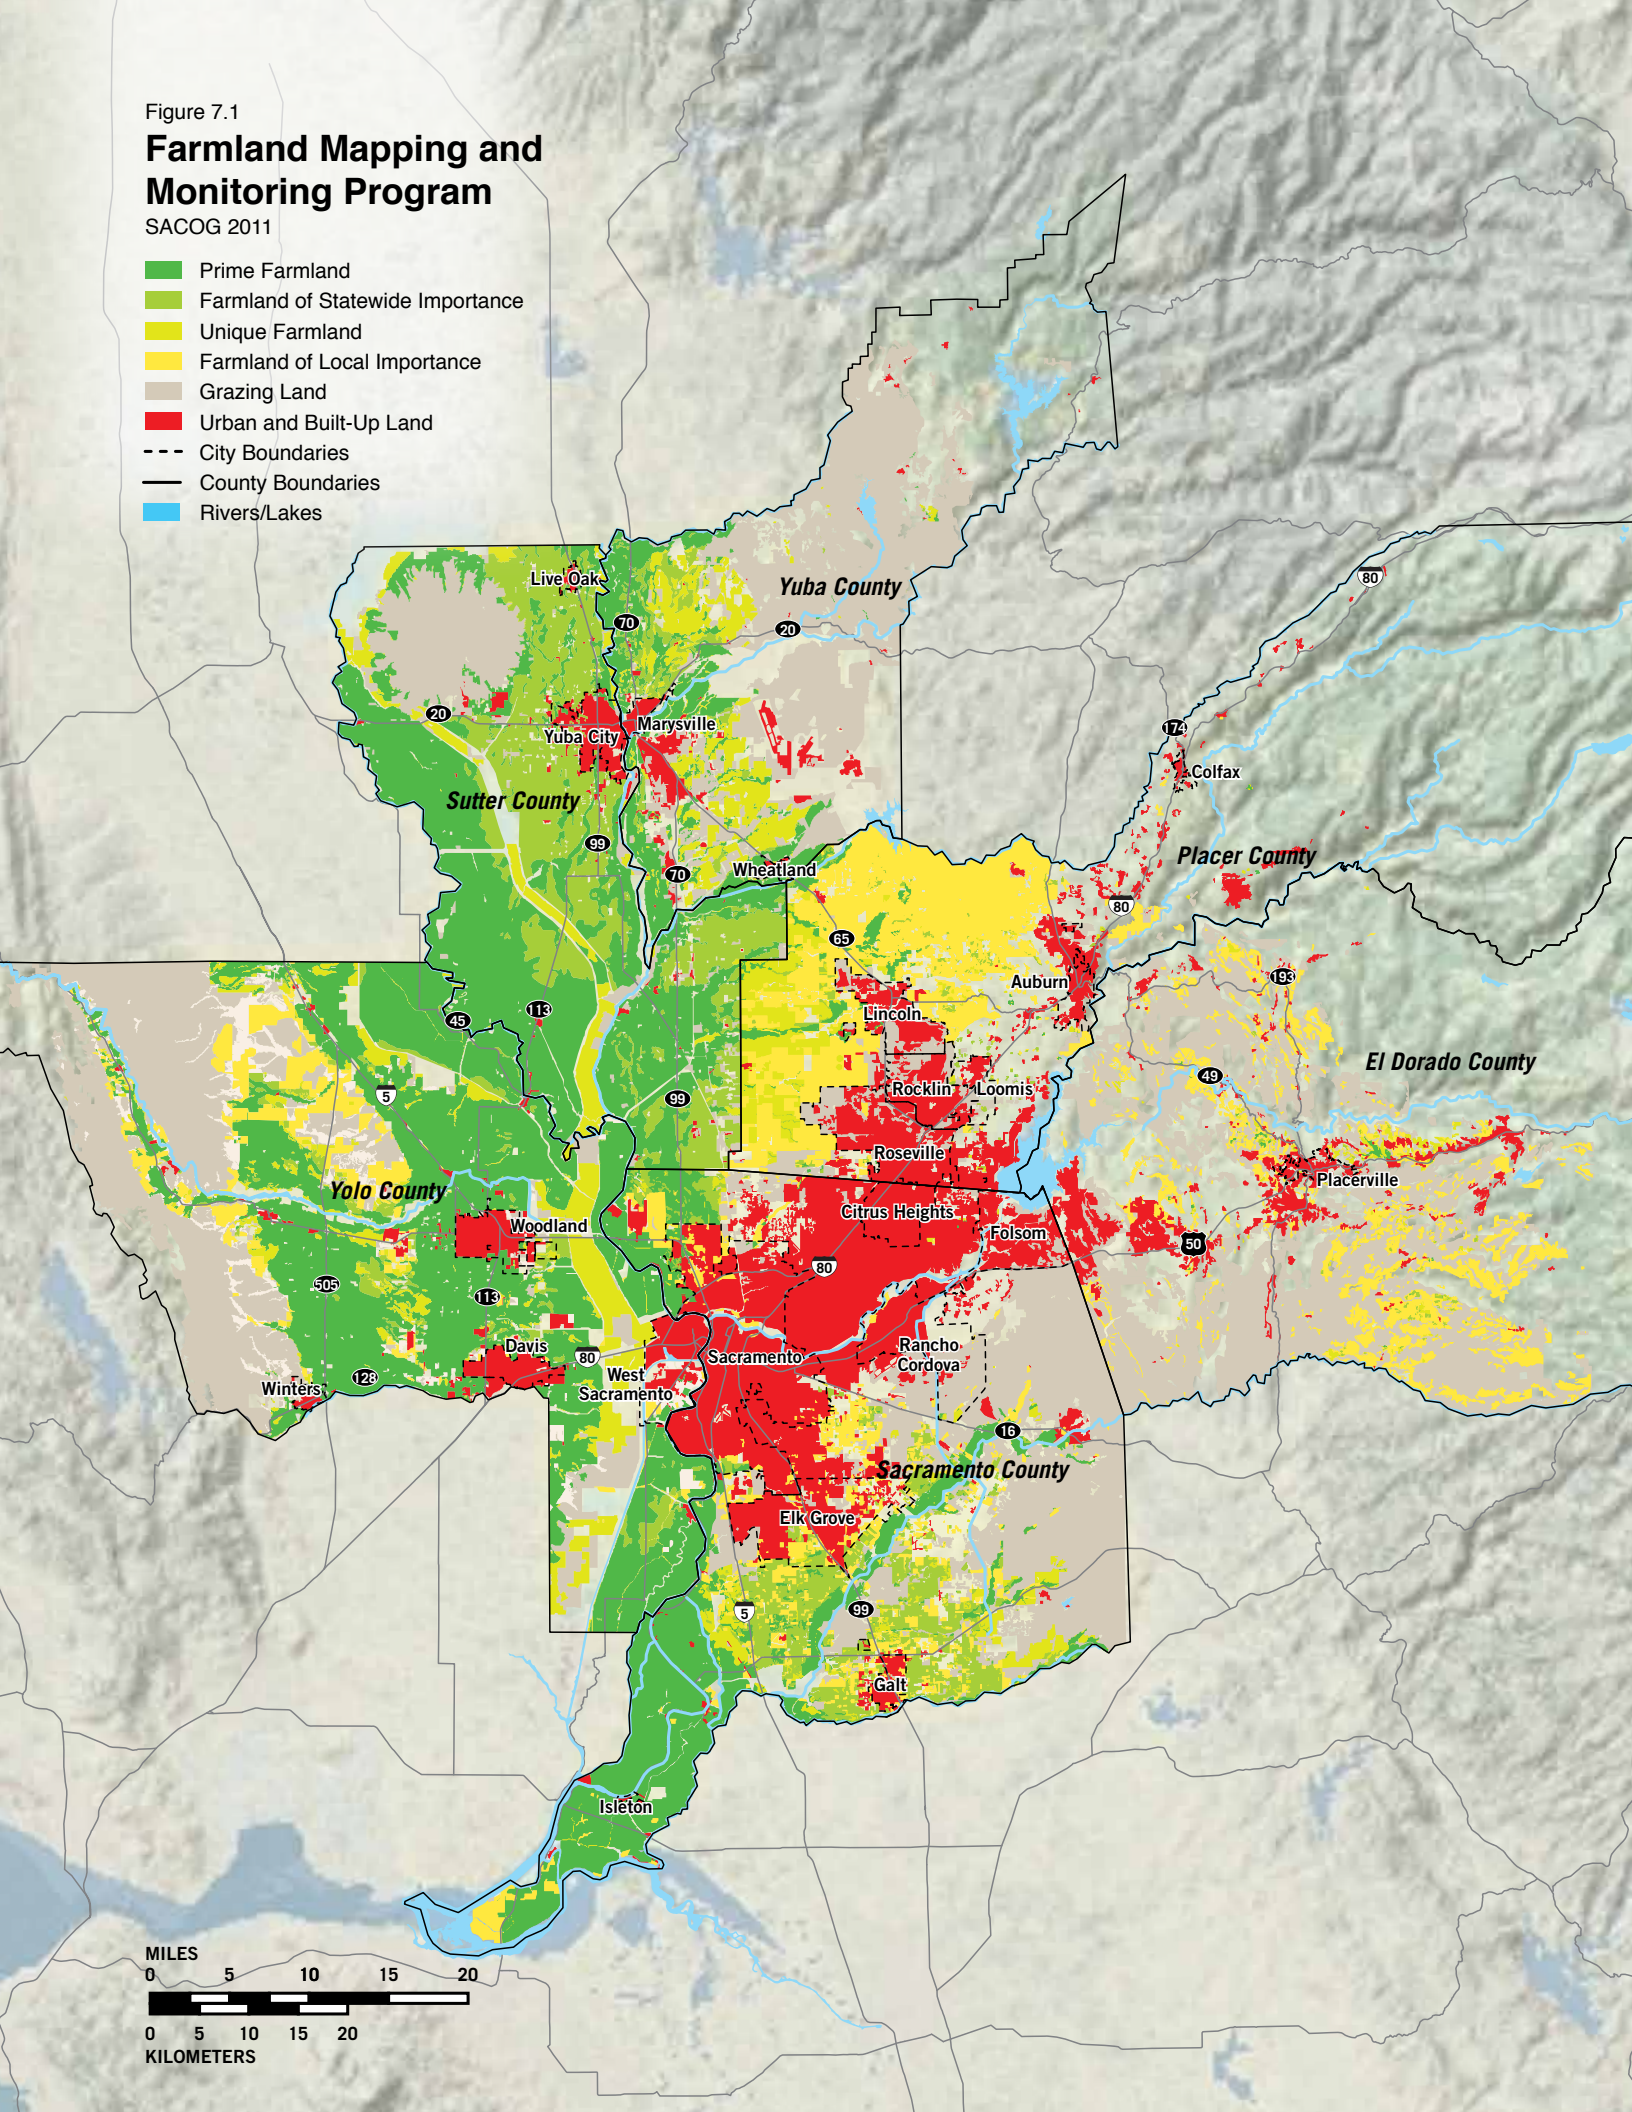 Figure 7.1
Farmland Mapping and
Monitoring Program
SACOG 2011
Prime Farmland
Farmland of Statewide Importance
Unique Farmland
Farmland of Local Importance
Grazing Land
Urban and Built-Up Land
City Boundaries
County Boundaries
Rivers/Lakes
Live Oak
Yuba County
80
70
20
20
Marysville
Yuba City
174
Colfax
Sutter County
99
Placer County
70
Wheatland
80
65
193
Auburn
45
113
Lincoln
El Dorado County
49
5
99
Rocklin
Loomis
Roseville
Placerville
Yolo County
Citrus Heights
Woodland
Folsom
50
80
505
113
Davis
80
Sacramento
Rancho
Cordova
West
Sacramento
128
Winters
16
Sacramento County
Elk Grove
5
99
Galt
Isleton
MILES
0 5 10 15 20
0 5 10 15 20
KILOMETERS